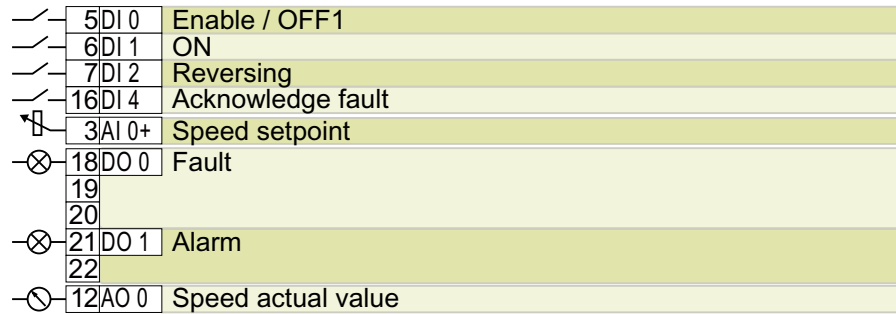 5 DI 0 Enable / OFF1
6 DI 1 ON
7 DI 2 Reversing
16 DI 4 Acknowledge fault
3 AI 0+ Speed setpoint
18 DO 0 Fault
19
20
21 DO 1 Alarm
22
12 AO 0 Speed actual value